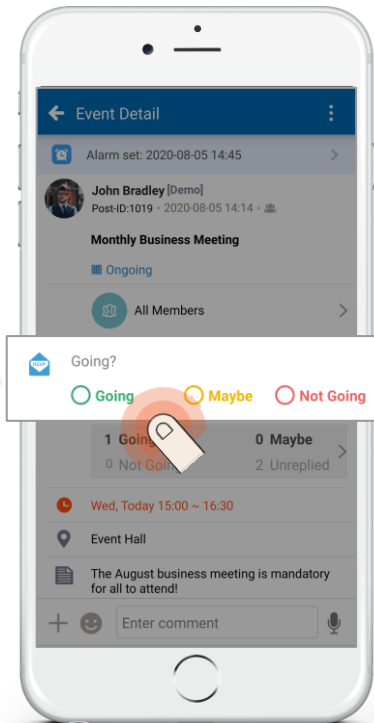 Event Detail
Alarm set: 2020-08-05 14:45
John Bradley [Demo]
Post-ID:1019 - 2020-08-05 14:14 -
Monthly Business Meeting
Ongoing
All Members
RSVP
Going?
Going Maybe Not Going
1 Going 0 Maybe
0 Not Going 2 Unreplied
Wed, Today 15:00 ~ 16:30
Event Hall
The August business meeting is mandatory
for all to attend!
Enter comment